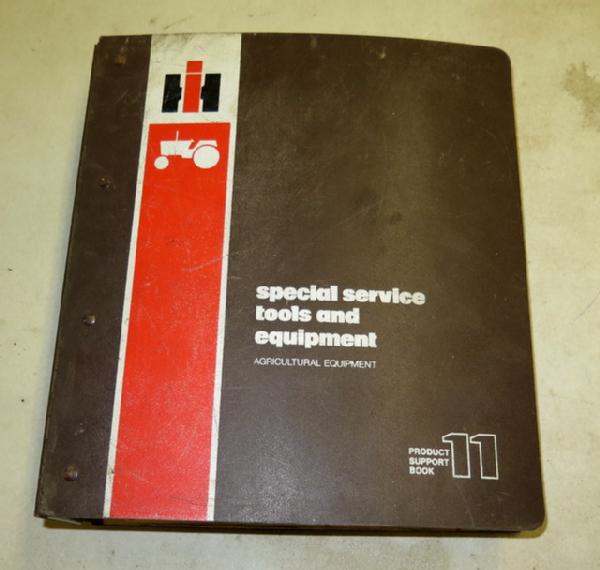 IH
special service
tools and
equipment
AGRICULTURAL EQUIPMENT
PRODUCT
SUPPORT
BOOK
11